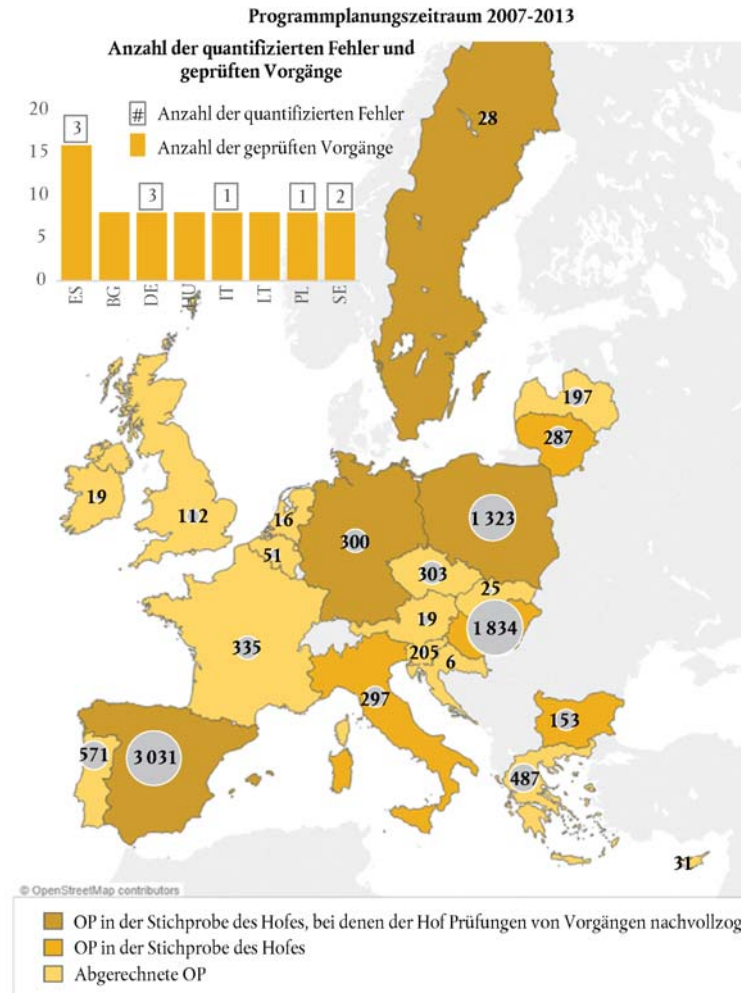 Programmplanungszeitraum 2007-2013
Anzahl der quantifizierten Fehler und
geprüften Vorgänge
20
15
10
5
0
# Anzahl der quantifizierten Fehler
Anzahl der geprüften Vorgänge
3
3
1
1
2
ES
BG
DE
HU
IT
LT
PL
SE
28
197
287
19
112
16
51
300
1 323
303
25
19
1 834
335
205
6
297
153
571
3 031
487
31
© OpenStreetMap contributors
OP in der Stichprobe des Hofes, bei denen der Hof Prüfungen von Vorgängen nachvollzog
OP in der Stichprobe des Hofes
Abgerechnete OP